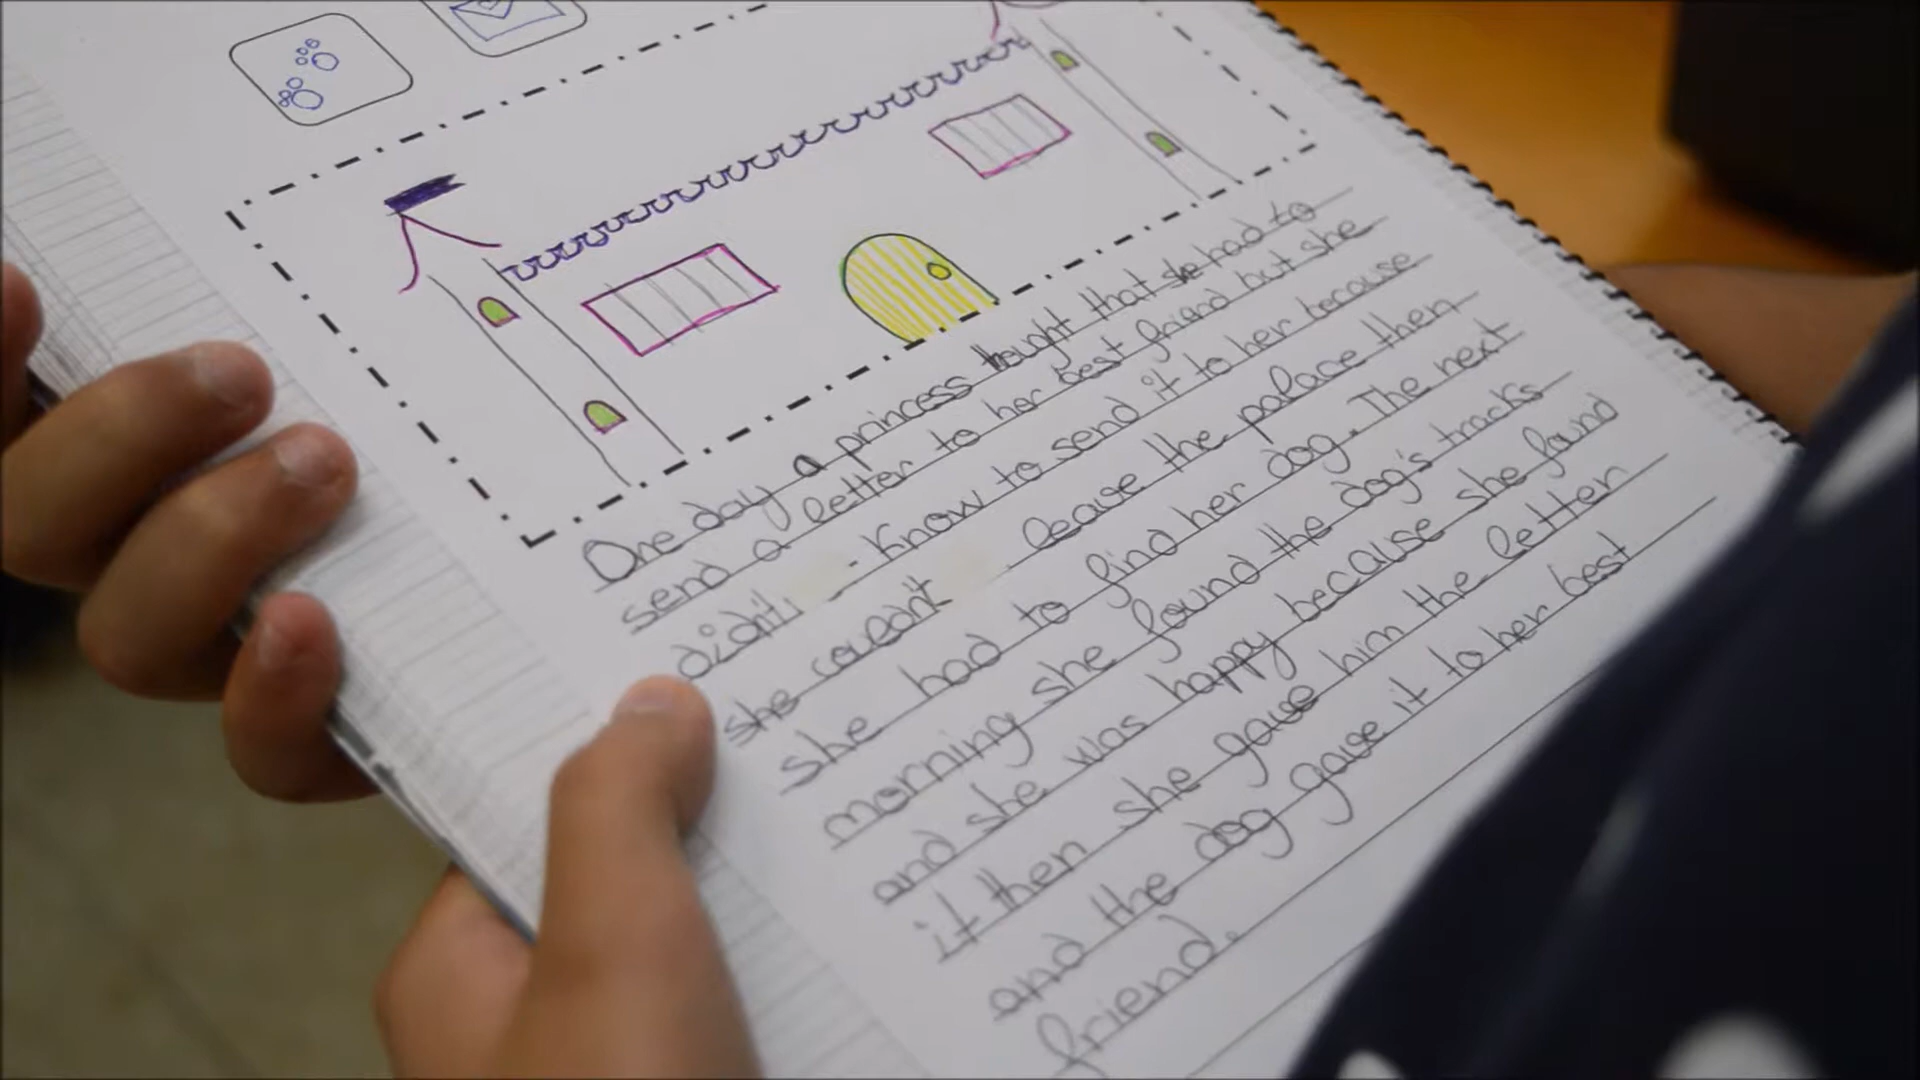 One day a princess thought that she had to
send a letter to her best friend but she
didn't - know to send it to her because
she couldn't leave the palace then
she had to find her dog. The next
morning she found the dog's tracks
and she was happy because she found
it then she gave him the letter
and the dog gave it to her best
friend.